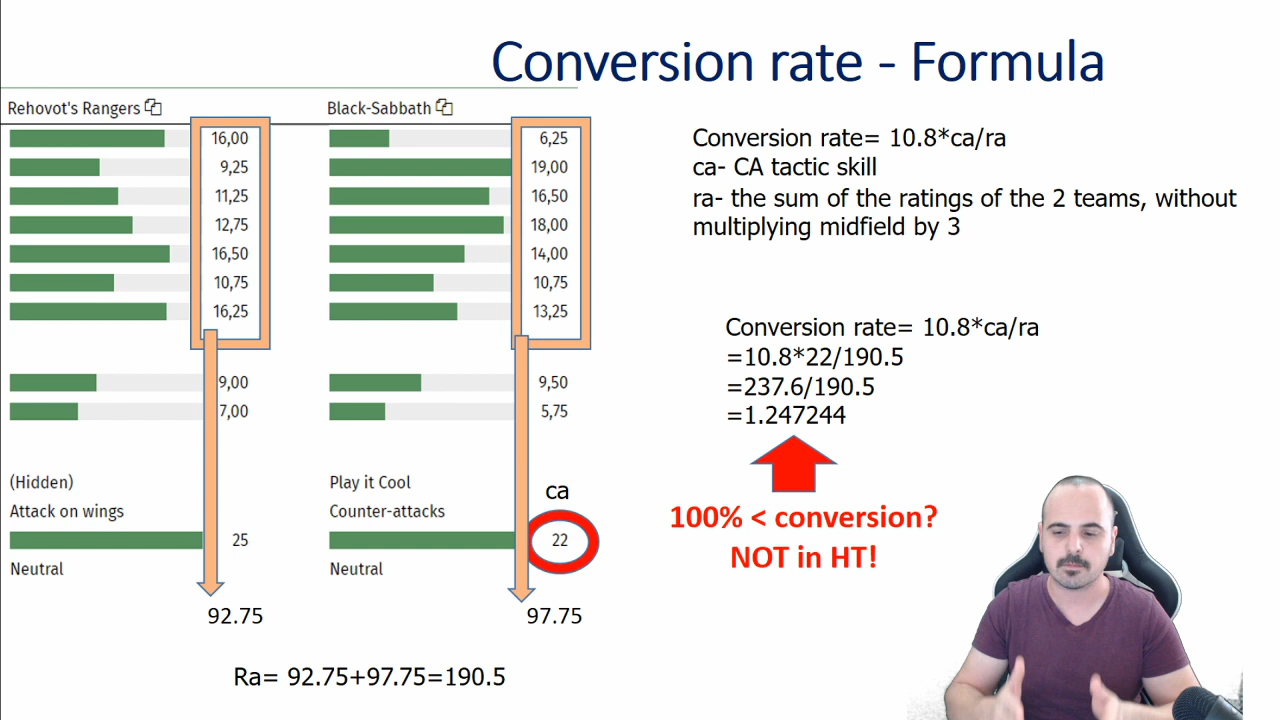 Conversion rate - Formula
Rehovot's Rangers
16,00
9,25
11,25
12,75
16,50
10,75
16,25
9,00
7,00
(Hidden)
Attack on wings
25
Neutral
92.75
Black-Sabbath
6,25
19,00
16,50
18,00
14,00
10,75
13,25
9,50
5,75
Play it Cool
ca
Counter-attacks
22
Neutral
97.75
Ra= 92.75+97.75=190.5
Conversion rate= 10.8*ca/ra
ca- CA tactic skill
ra- the sum of the ratings of the 2 teams, without
multiplying midfield by 3
Conversion rate= 10.8*ca/ra
=10.8*22/190.5
=237.6/190.5
=1.247244
100% < conversion?
NOT in HT!